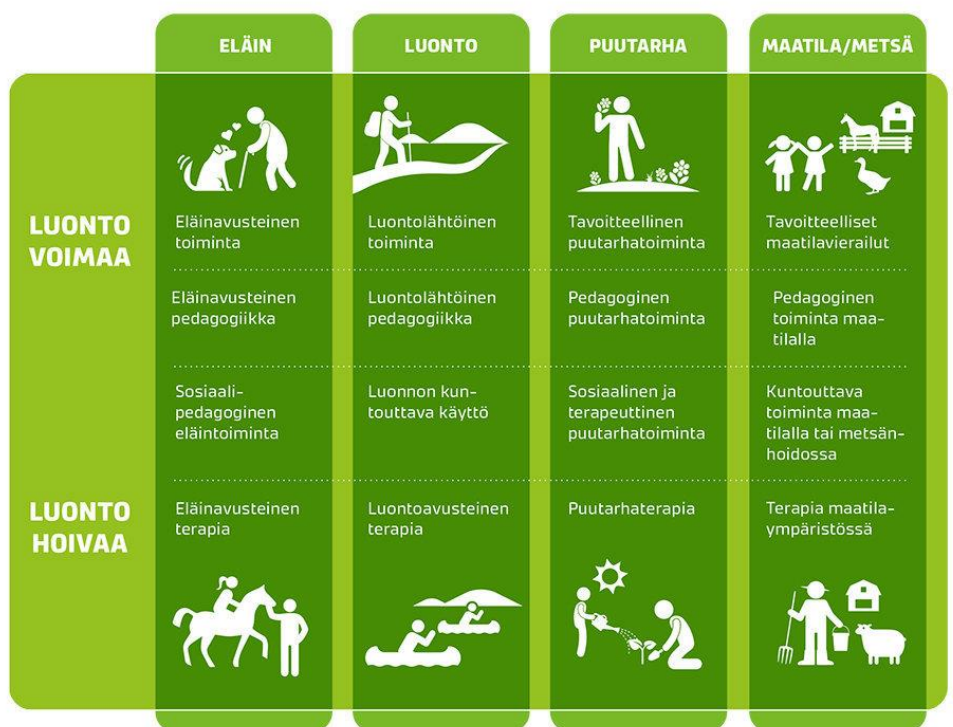 ELÄIN
LUONTO
PUUTARHA
MAATILA/METSÄ
LUONTO
VOIMAA
Eläinavusteinen
toiminta
Luontolähtöinen
toiminta
Tavoitteellinen
puutarhatoiminta
Tavoitteelliset
maatilavierailut
Eläinavusteinen
pedagogiikka
Luontolähtöinen
pedagogiikka
Pedagoginen
puutarhatoiminta
Pedagoginen
toiminta maa-
tilalla
Sosiaali-
pedagoginen
eläintoiminta
Luonnon kun-
touttava käyttö
Sosiaalinen ja
terapeuttinen
puutarhatoiminta
Kuntouttava
toiminta maa-
tilalla tai metsän-
hoidossa
LUONTO
HOIVAA
Eläinavusteinen
terapia
Luontoavusteinen
terapia
Puutarhaterapia
Terapia maatila-
ympäristössä